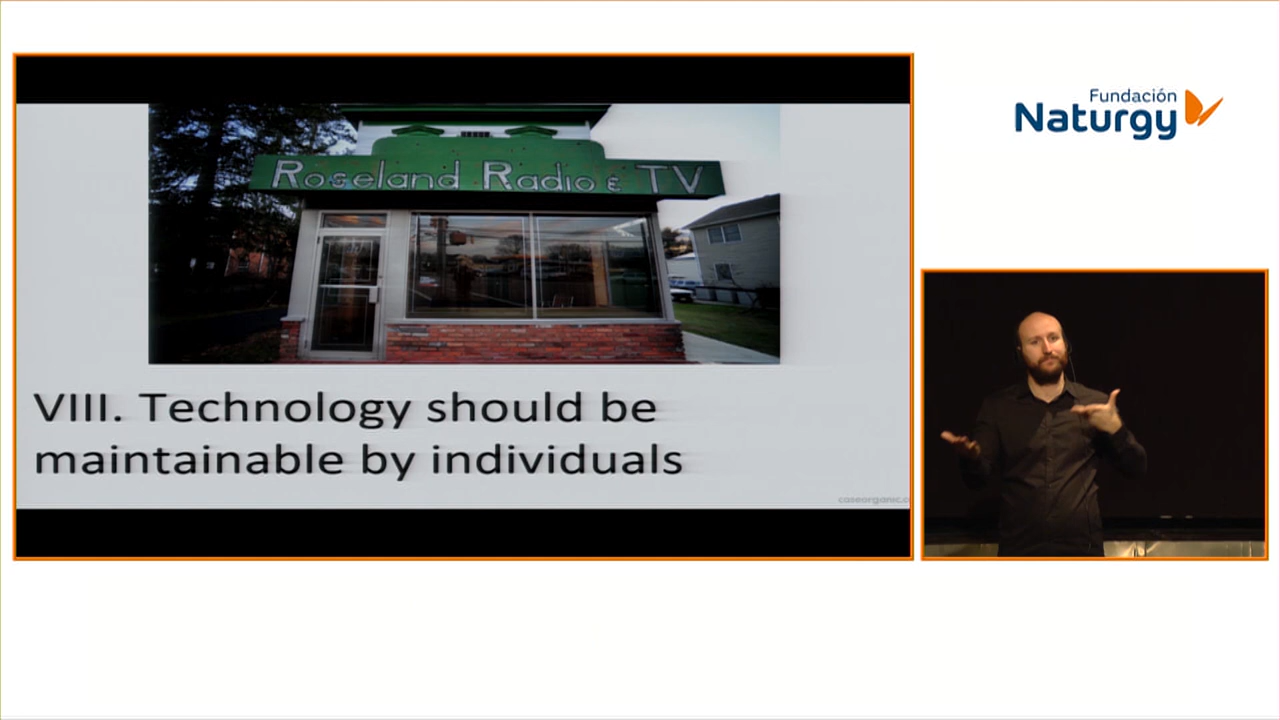 Fundación
Naturgy
Roseland Radio & TV
VIII. Technology should be
maintainable by individuals
caseorganic.o